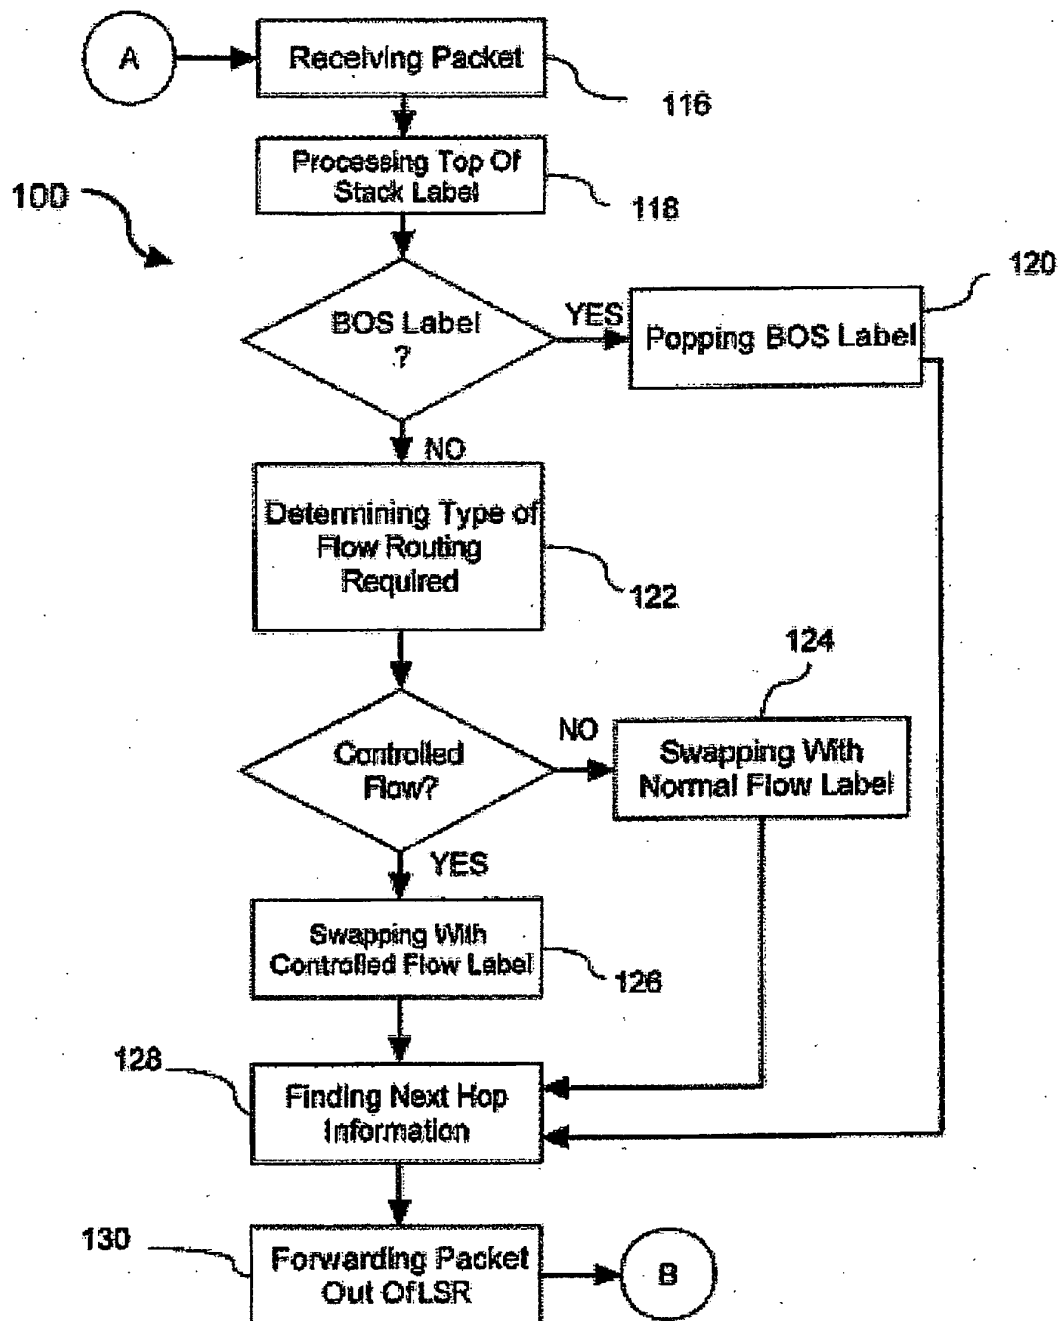 A
Receiving Packet
116
Processing Top Of
Stack Label
118
100
BOS Label
?
YES
120
Popping BOS Label
NO
Determining Type of
Flow Routing
Required
122
124
Controlled
Flow?
NO
Swapping With
Normal Flow Label
YES
Swapping With
Controlled Flow Label
126
128
Finding Next Hop
Information
130
Forwarding Packet
Out Of LSR
B